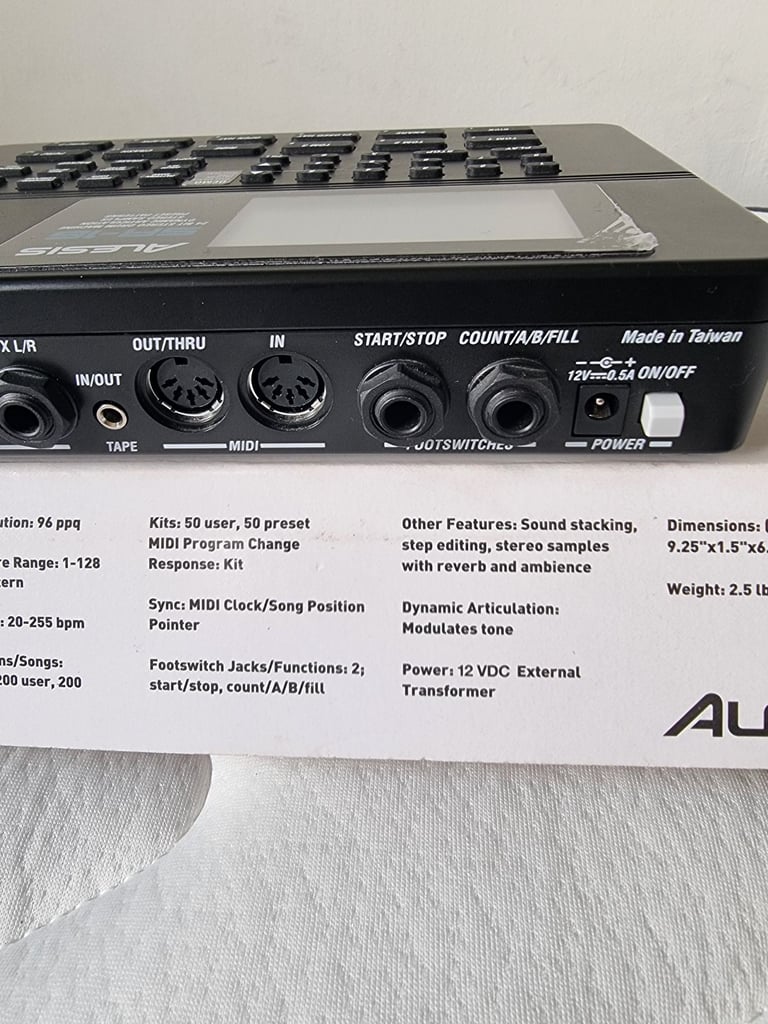 ALESIS
X L/R
IN/OUT
OUT/THRU
IN
START/STOP
COUNT/A/B/FILL
Made in Taiwan
12V 0.5A
ON/OFF
TAPE
MIDI
FOOTSWITCHES
POWER
ution: 96 ppq
re Range: 1-128
tern
: 20-255 bpm
ns/Songs:
200 user, 200
Kits: 50 user, 50 preset
MIDI Program Change
Response: Kit
Sync: MIDI Clock/Song Position
Pointer
Footswitch Jacks/Functions: 2;
start/stop, count/A/B/fill
Other Features: Sound stacking,
step editing, stereo samples
with reverb and ambience
Dynamic Articulation:
Modulates tone
Power: 12 VDC External
Transformer
Dimensions: (
9.25"x1.5"x6.
Weight: 2.5 lb